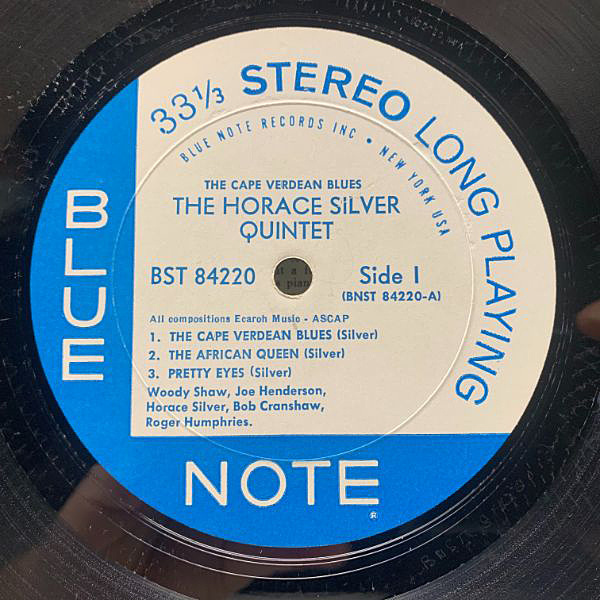 33⅓ STEREO LONG PLAYING
BLUE NOTE RECORDS INC • NEW YORK USA
THE CAPE VERDEAN BLUES
THE HORACE SILVER
QUINTET
BST 84220
Side 1
(BNST 84220-A)
All compositions Ecaroh Music - ASCAP
1. THE CAPE VERDEAN BLUES (Silver)
2. THE AFRICAN QUEEN (Silver)
3. PRETTY EYES (Silver)
Woody Shaw, Joe Henderson,
Horace Silver, Bob Cranshaw,
Roger Humphries.
BLUE
NOTE
®